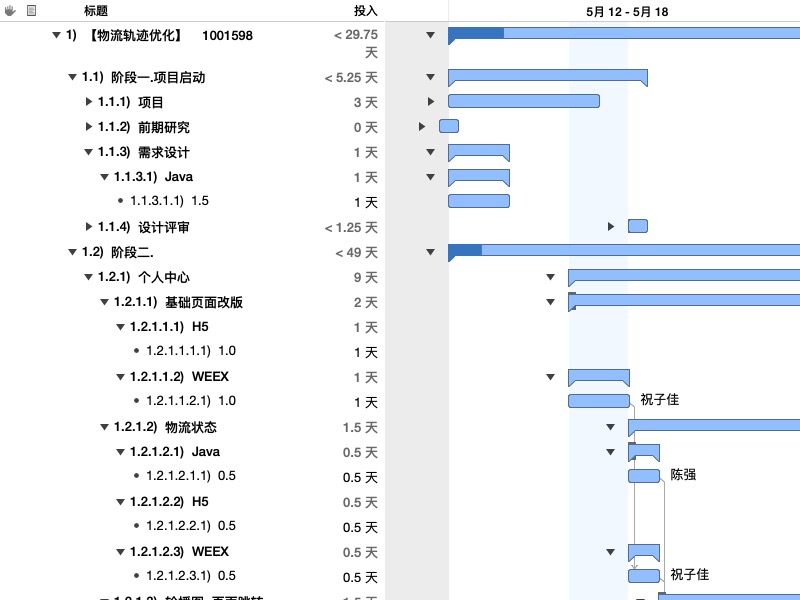 标题 投入 5月 12 - 5月 18
1) 【物流轨迹优化】 1001598 < 29.75
天
1.1) 阶段一.项目启动 < 5.25 天
1.1.1) 项目 3 天
1.1.2) 前期研究 0 天
1.1.3) 需求设计 1 天
1.1.3.1) Java 1 天
• 1.1.3.1.1) 1.5 1 天
1.1.4) 设计评审 < 1.25 天
1.2) 阶段二. < 49 天
1.2.1) 个人中心 9 天
1.2.1.1) 基础页面改版 2 天
1.2.1.1.1) H5 1 天
• 1.2.1.1.1.1) 1.0 1 天
1.2.1.1.2) WEEX 1 天
• 1.2.1.1.2.1) 1.0 1 天 祝子佳
1.2.1.2) 物流状态 1.5 天
1.2.1.2.1) Java 0.5 天
• 1.2.1.2.1.1) 0.5 0.5 天 陈强
1.2.1.2.2) H5 0.5 天
• 1.2.1.2.2.1) 0.5 0.5 天
1.2.1.2.3) WEEX 0.5 天
• 1.2.1.2.3.1) 0.5 0.5 天 祝子佳